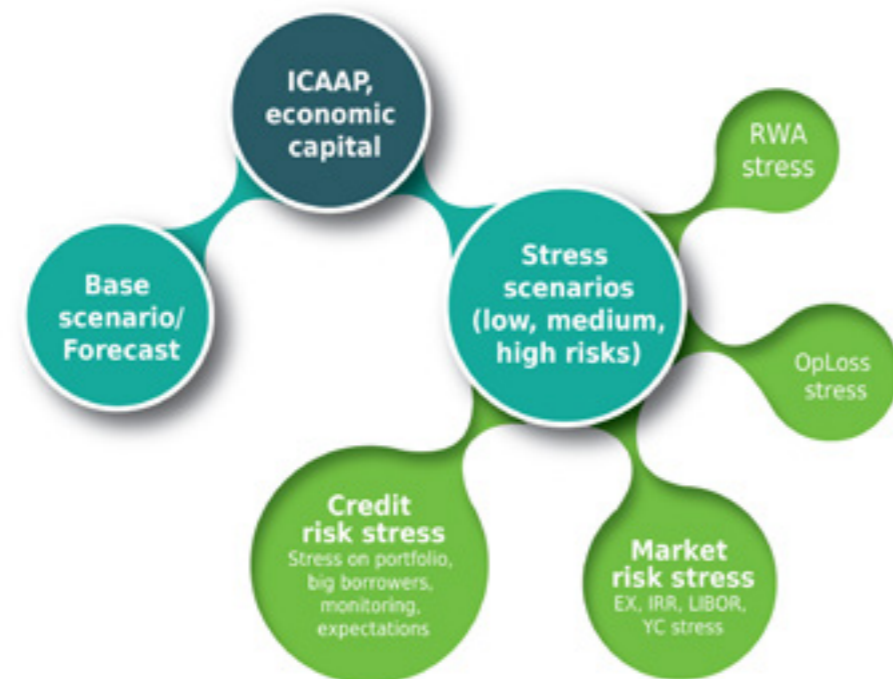 ICAAP,
economic
capital
Base
scenario/
Forecast
Stress
scenarios
(low, medium,
high risks)
RWA
stress
OpLoss
stress
Credit
risk stress
Stress on portfolio,
big borrowers,
monitoring,
expectations
Market
risk stress
EX, IRR, LIBOR,
YC stress